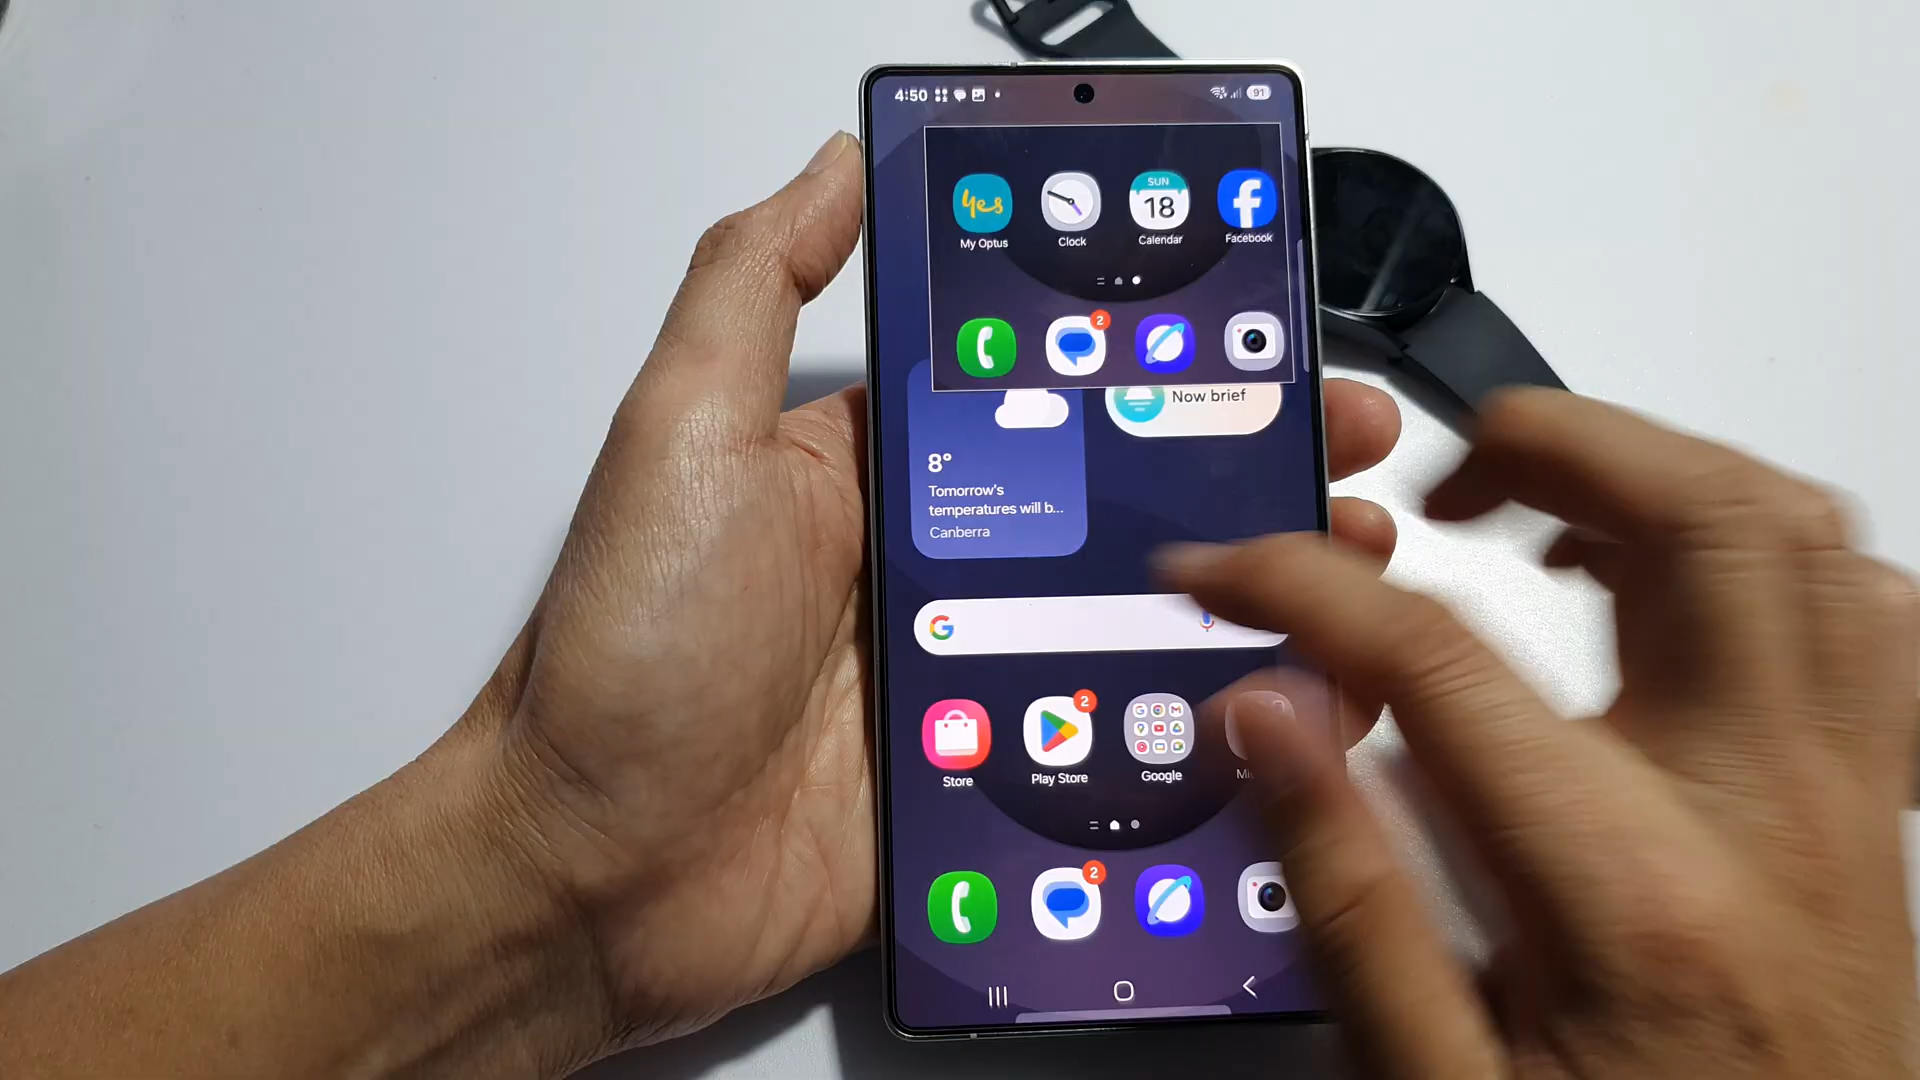 4:50
91
yes
SUN
18
My Optus
Clock
Calendar
Facebook
2
Now brief
8°
Tomorrow's
temperatures will b...
Canberra
2
Store
Play Store
Google
2